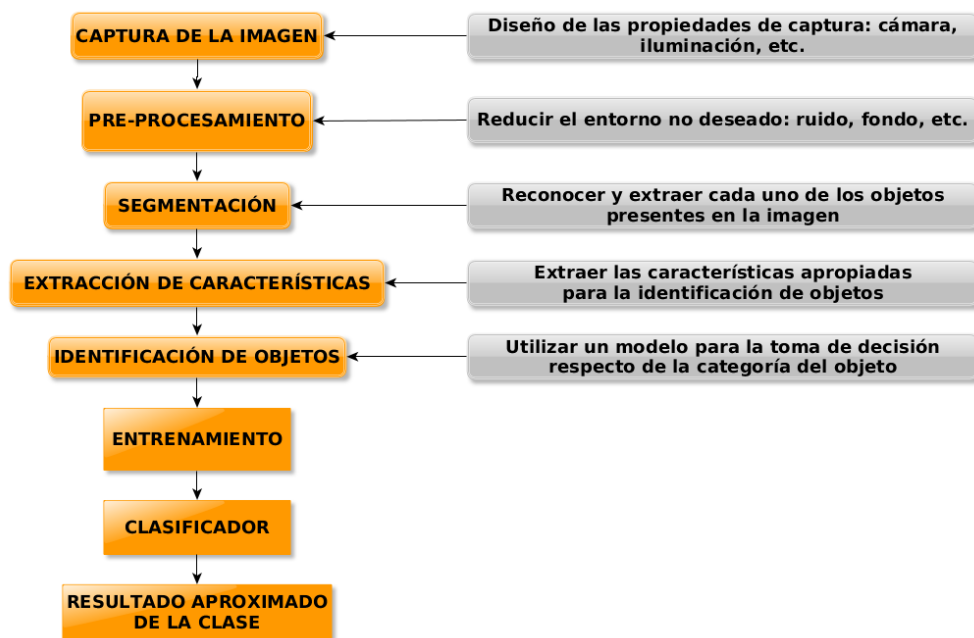 CAPTURA DE LA IMAGEN
Diseño de las propiedades de captura: cámara,
iluminación, etc.
PRE-PROCESAMIENTO
Reducir el entorno no deseado: ruido, fondo, etc.
SEGMENTACIÓN
Reconocer y extraer cada uno de los objetos
presentes en la imagen
EXTRACCIÓN DE CARACTERÍSTICAS
Extraer las características apropiadas
para la identificación de objetos
IDENTIFICACIÓN DE OBJETOS
Utilizar un modelo para la toma de decisión
respecto de la categoría del objeto
ENTRENAMIENTO
CLASIFICADOR
RESULTADO APROXIMADO
DE LA CLASE